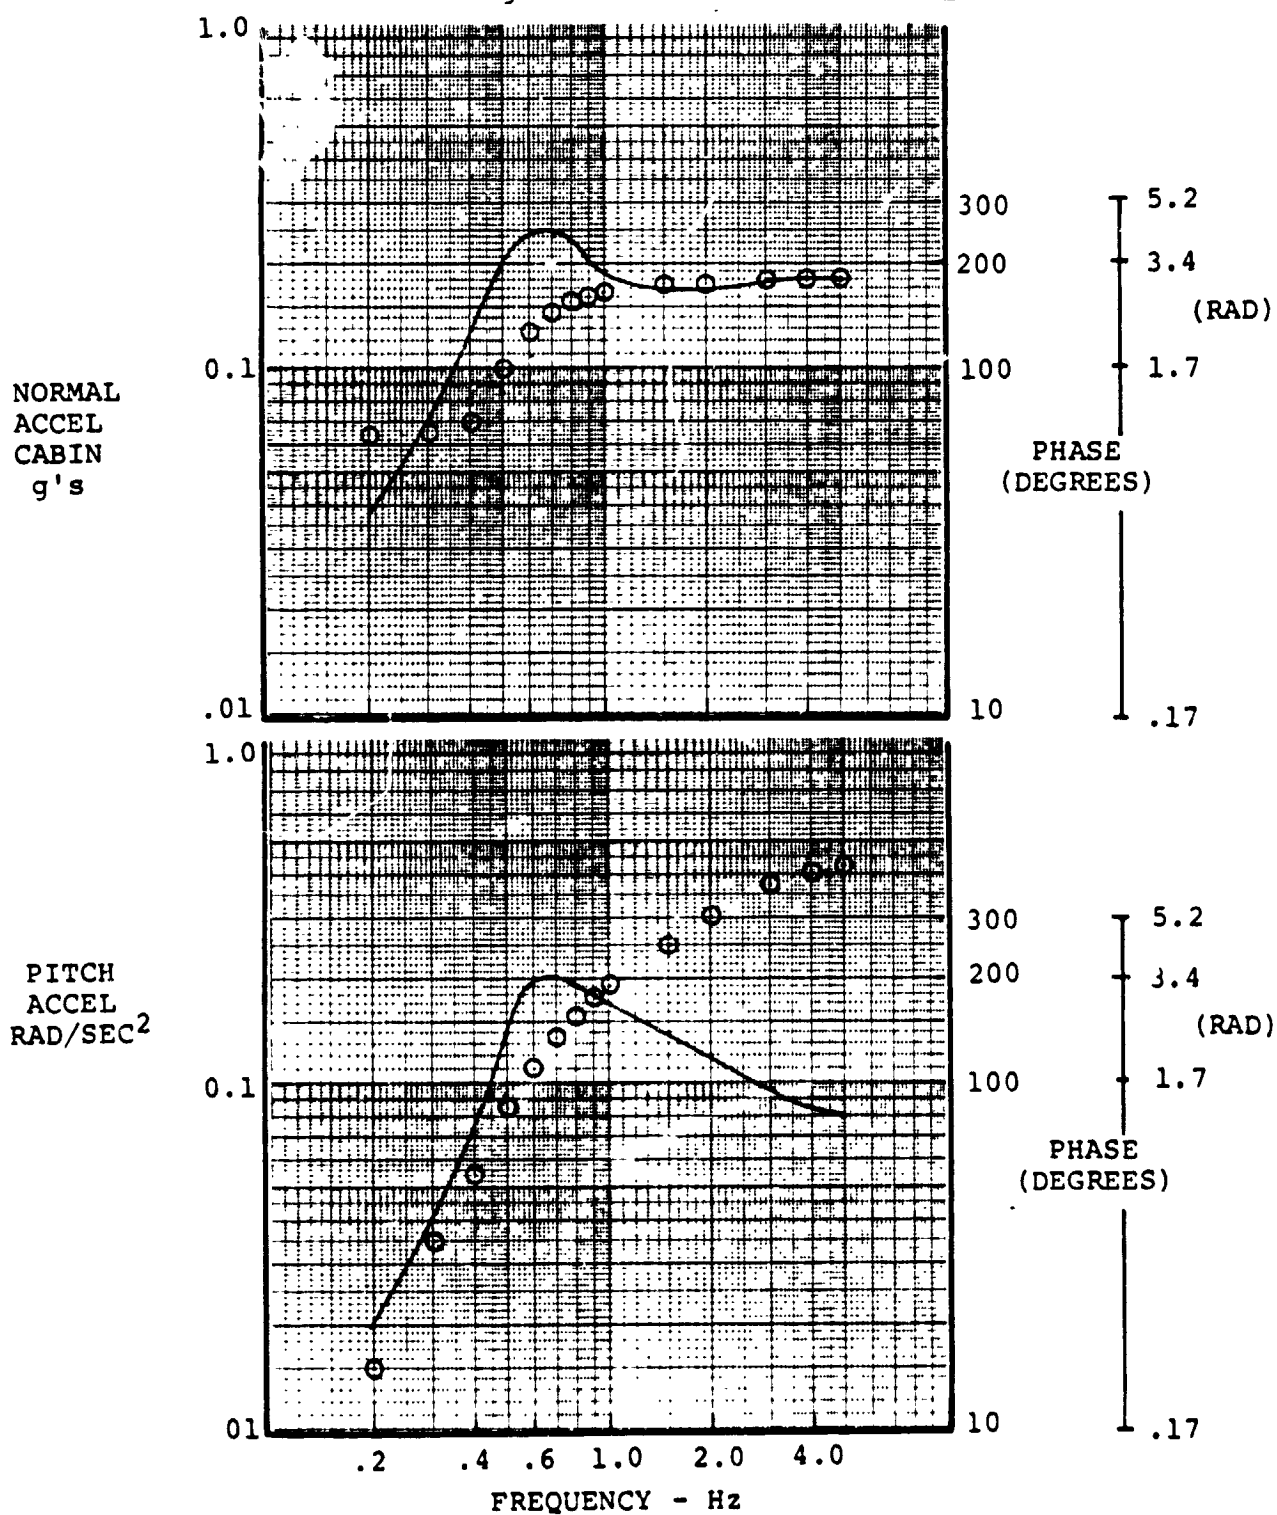 1.0
300
5.2
200
3.4
(RAD)
0.1
100
1.7
NORMAL
ACCEL
CABIN
g's
PHASE
(DEGREES)
.01
10
.17
1.0
300
5.2
PITCH
ACCEL
RAD/SEC2
200
3.4
(RAD)
0.1
100
1.7
PHASE
(DEGREES)
01
10
.17
.2 .4 .6 1.0 2.0 4.0
FREQUENCY - Hz